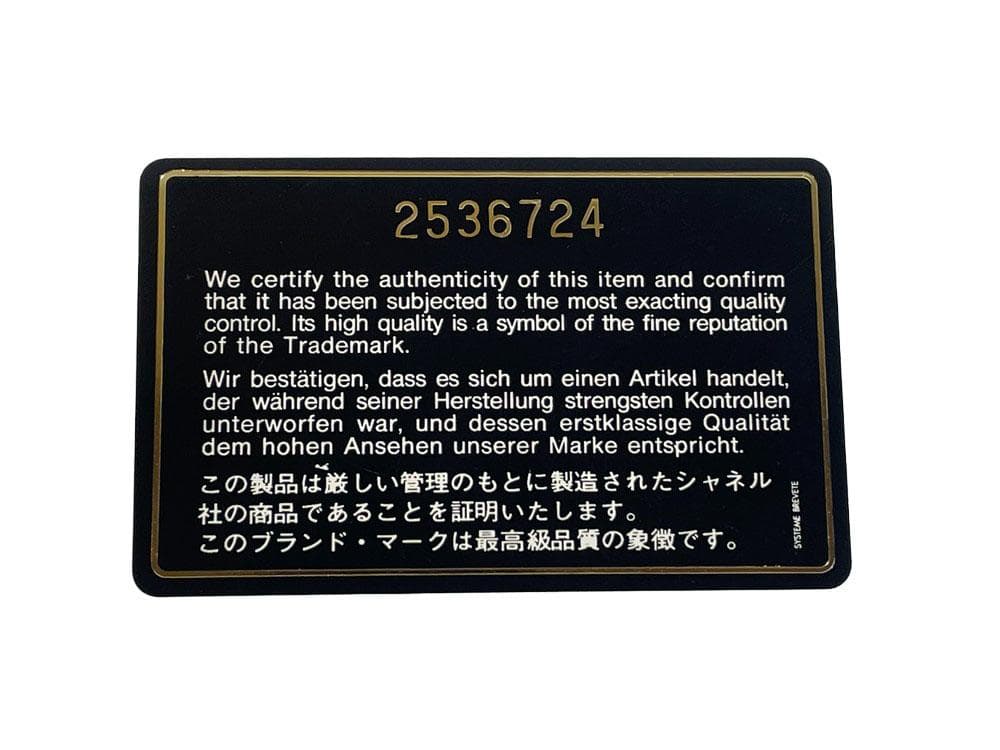 2536724
We certify the authenticity of this item and confirm
that it has been subjected to the most exacting quality
control. Its high quality is a symbol of the fine reputation
of the Trademark.
Wir bestätigen, dass es sich um einen Artikel handelt,
der während seiner Herstellung strengsten Kontrollen
unterworfen war, und dessen erstklassige Qualität
dem hohen Ansehen unserer Marke entspricht.
この製品は厳しい管理のもとに製造されたシャネル
社の商品であることを証明いたします。
このブランド・マークは最高級品質の象徴です。
SYSTEME BREVETE